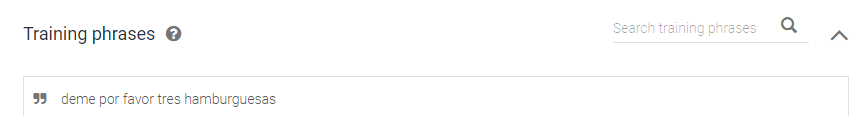 Training phrases
Search training phrases
deme por favor tres hamburguesas